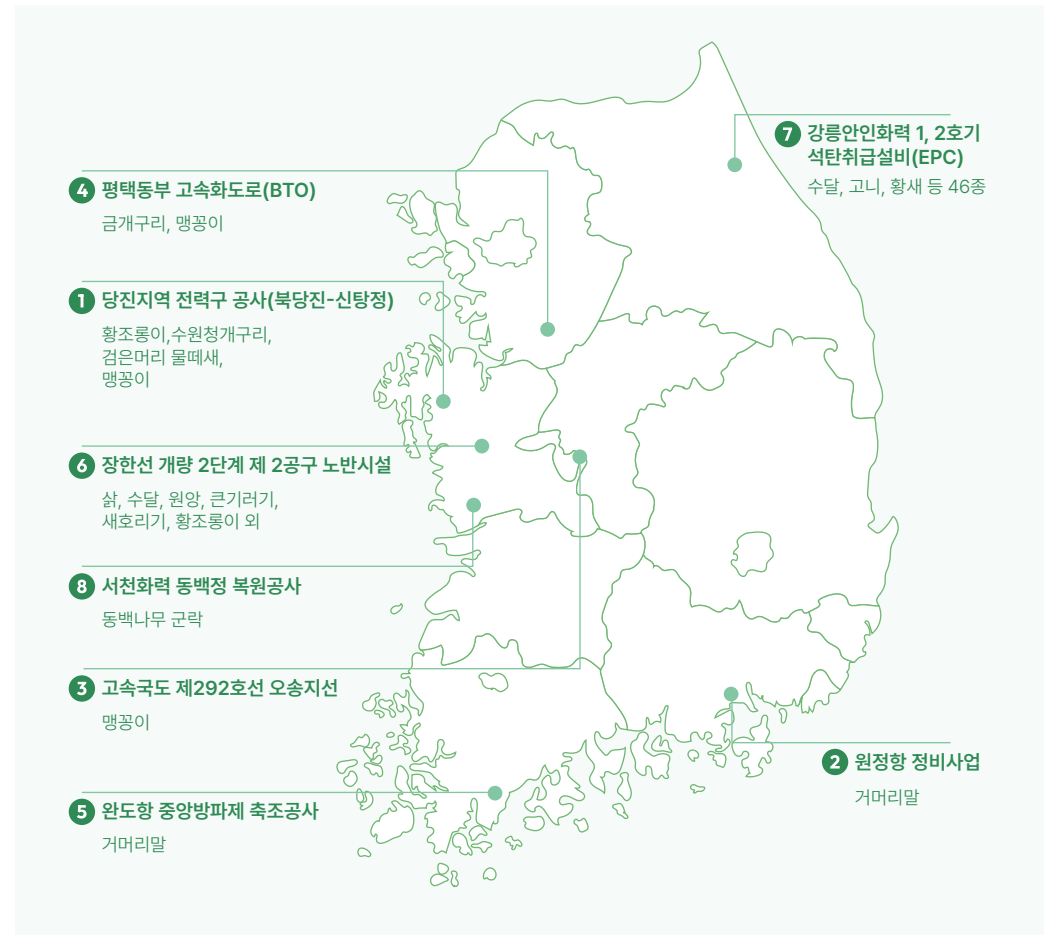 7 강릉안인화력 1, 2호기
석탄취급설비(EPC)
수달, 고니, 황새 등 46종
4 평택동부 고속화도로(BTO)
금개구리, 맹꽁이
1 당진지역 전력구 공사(북당진-신탕정)
황조롱이,수원청개구리,
검은머리 물떼새,
맹꽁이
6 장한선 개량 2단계 제 2공구 노반시설
삵, 수달, 원앙, 큰기러기,
새호리기, 황조롱이 외
8 서천화력 동백정 복원공사
동백나무 군락
3 고속국도 제292호선 오송지선
맹꽁이
2 원정항 정비사업
거머리말
5 완도항 중앙방파제 축조공사
거머리말